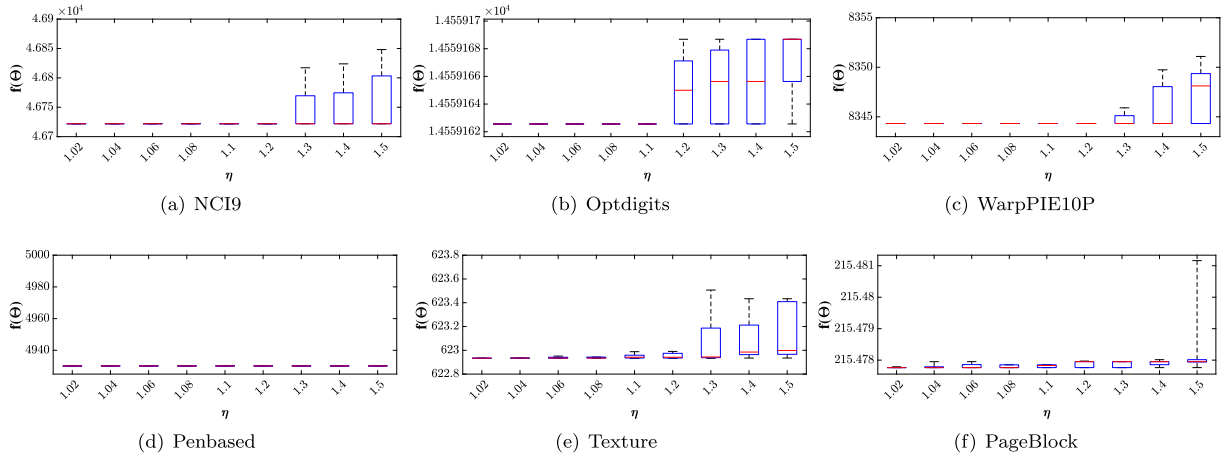 ×10⁴
4.69
4.685
4.68
4.675
4.67
f(Θ)
1.02 1.04 1.06 1.08 1.1 1.2 1.3 1.4 1.5
η
(a) NCI9
×10⁴
1.455917
1.4559168
1.4559166
1.4559164
1.4559162
f(Θ)
1.02 1.04 1.06 1.08 1.1 1.2 1.3 1.4 1.5
η
(b) Optdigits
8355
8350
8345
f(Θ)
1.02 1.04 1.06 1.08 1.1 1.2 1.3 1.4 1.5
η
(c) WarpPIE10P
5000
4980
4960
4940
f(Θ)
1.02 1.04 1.06 1.08 1.1 1.2 1.3 1.4 1.5
η
(d) Penbased
623.8
623.6
623.4
623.2
623
622.8
f(Θ)
1.02 1.04 1.06 1.08 1.1 1.2 1.3 1.4 1.5
η
(e) Texture
215.481
215.48
215.479
215.478
f(Θ)
1.02 1.04 1.06 1.08 1.1 1.2 1.3 1.4 1.5
η
(f) PageBlock